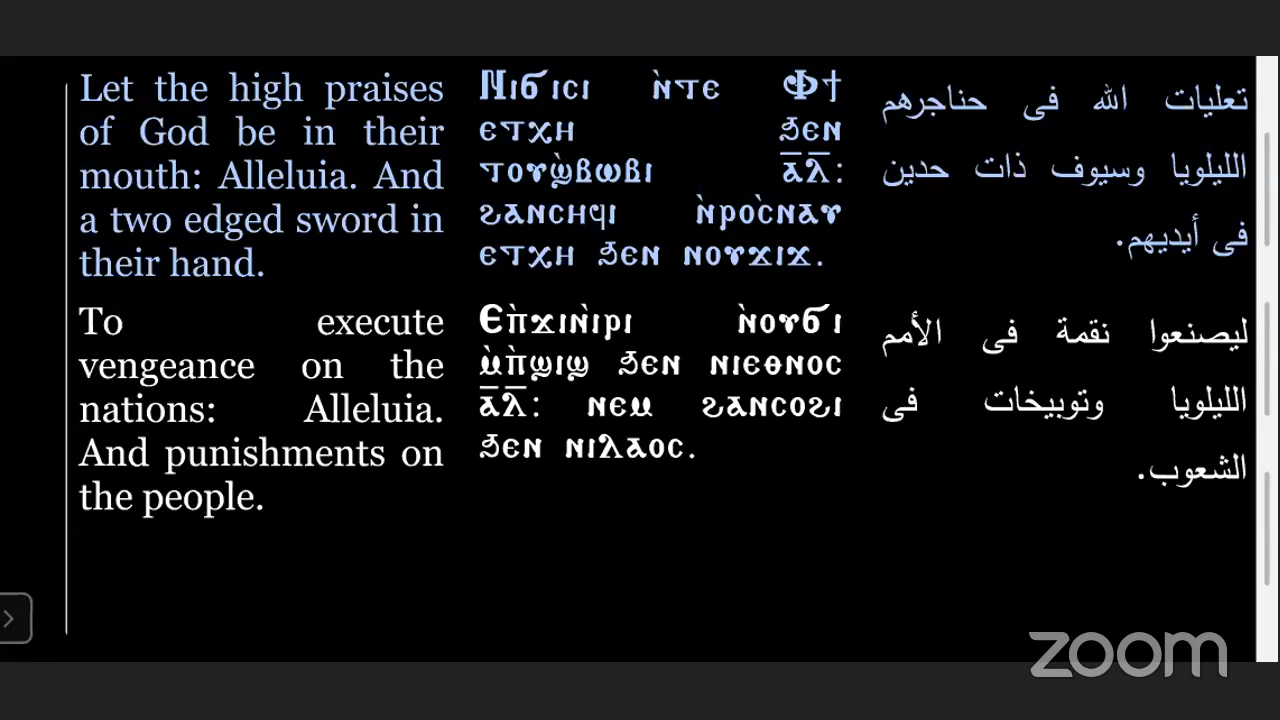 Let the high praises
of God be in their
mouth: Alleluia. And
a two edged sword in
their hand.
Ⲛⲓϭⲓⲥⲓ ⲛ̀ⲧⲉ Ⲫϯ
ⲉⲧⲭⲏ ϧⲉⲛ
ⲧⲟⲩϣ̀ⲃⲱⲃⲓ ⲁ̅ⲗ̅:
ϩⲁⲛⲥⲏϥⲓ ⲛ̀ⲣⲟⲥ̀ⲛⲁⲩ
ⲉⲧⲭⲏ ϧⲉⲛ ⲛⲟⲩϫⲓϫ.
تعليات الله فى حناجرهم
الليلويا وسيوف ذات حدين
فى أيديهم.
To execute
vengeance on the
nations: Alleluia.
And punishments on
the people.
Ⲉⲡ̀ϫⲓⲛ̀ⲓⲣⲓ ⲛ̀ⲟⲩϭⲓ
ⲙ̀ⲡ̀ϣⲓϣ ϧⲉⲛ ⲛⲓⲉⲑⲛⲟⲥ
ⲁ̅ⲗ̅: ⲛⲉⲙ ϩⲁⲛⲥⲟϩⲓ
ϧⲉⲛ ⲛⲓⲗⲁⲟⲥ.
ليصنعوا نقمة فى الأمم
الليلويا وتوبيخات فى
الشعوب.
zoom